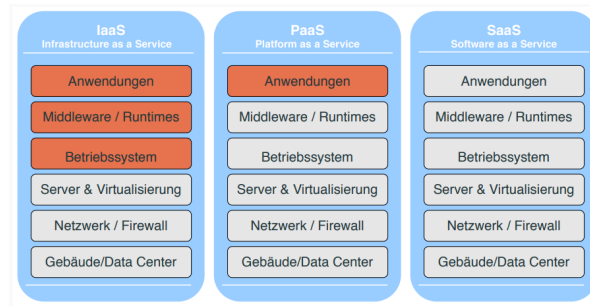 IaaS
Infrastructure as a Service
Anwendungen
Middleware / Runtimes
Betriebssystem
Server & Virtualisierung
Netzwerk / Firewall
Gebäude/Data Center
PaaS
Platform as a Service
Anwendungen
Middleware / Runtimes
Betriebssystem
Server & Virtualisierung
Netzwerk / Firewall
Gebäude/Data Center
SaaS
Software as a Service
Anwendungen
Middleware / Runtimes
Betriebssystem
Server & Virtualisierung
Netzwerk / Firewall
Gebäude/Data Center